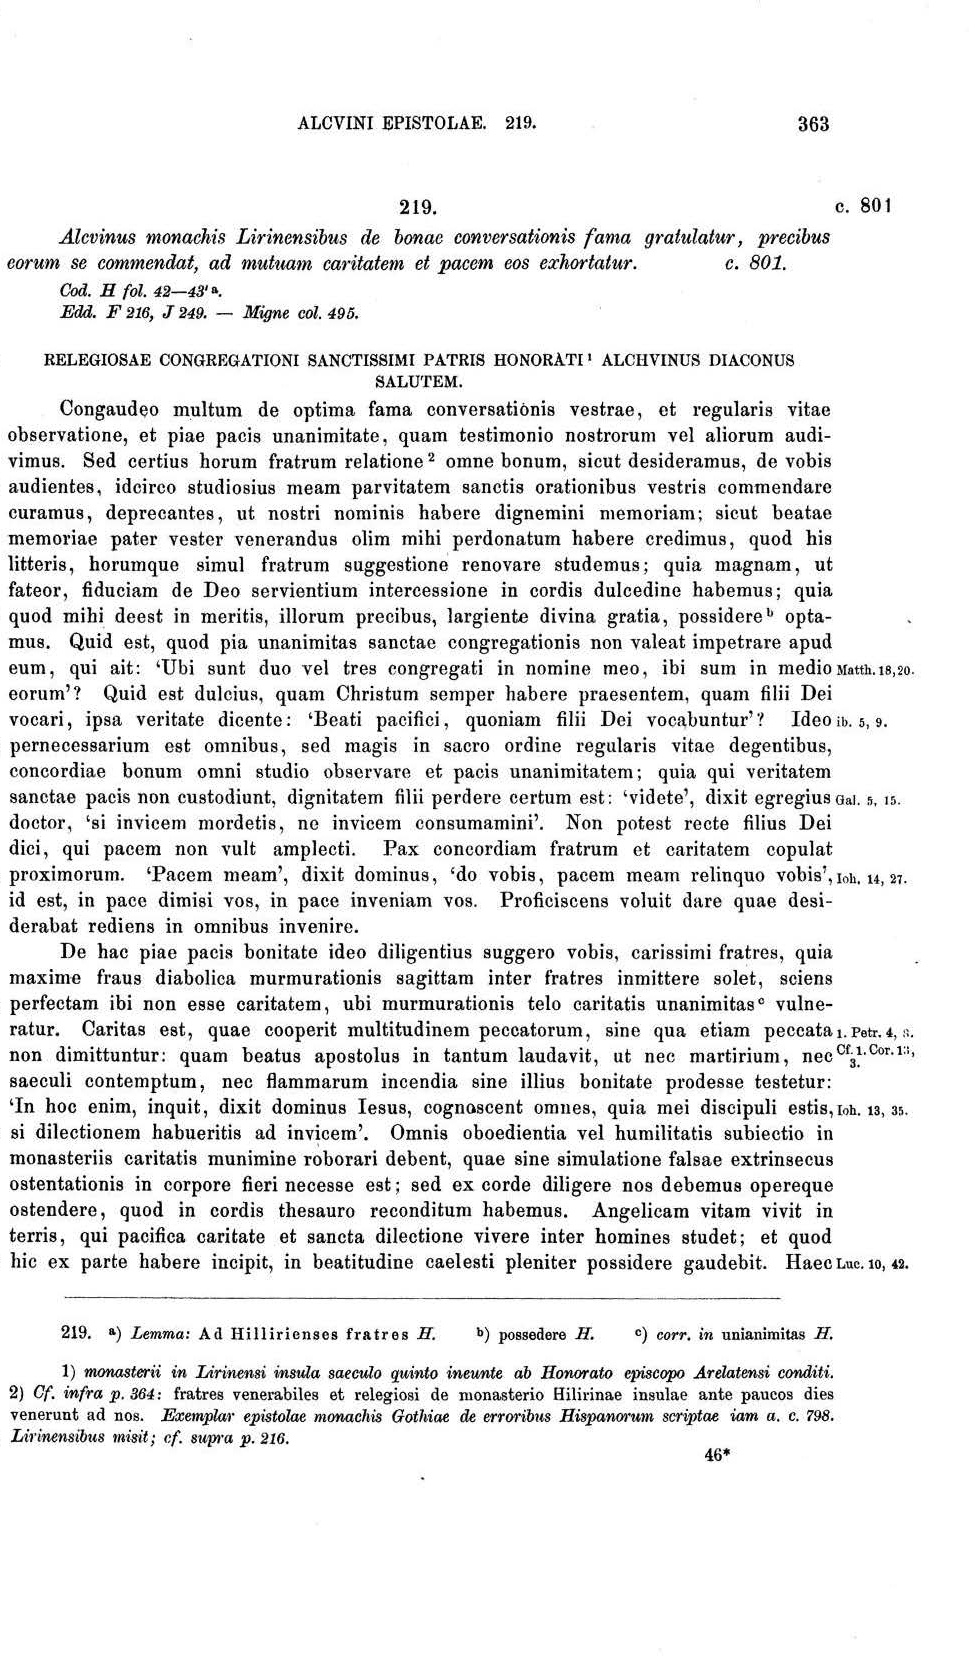 ALCVINI EPISTOLAE. 219. 363
219. c. 801
Alcvinus monachis Lirinensibus de bonae conversationis fama gratulatur, precibus
eorum se commendat, ad mutuam caritatem et pacem eos exhortatur. c. 801.
Cod. H fol. 42—43' a.
Edd. F 216, J 249. — Migne col. 495.
RELEGIOSAE CONGREGATIONI SANCTISSIMI PATRIS HONORATI 1 ALCHVINUS DIACONUS
SALUTEM.
Congaudeo multum de optima fama conversationis vestrae, et regularis vitae
observatione, et piae pacis unanimitate, quam testimonio nostrorum vel aliorum audi-
vimus. Sed certius horum fratrum relatione 2 omne bonum, sicut desideramus, de vobis
audientes, idcirco studiosius meam parvitatem sanctis orationibus vestris commendare
curamus, deprecantes, ut nostri nominis habere dignemini memoriam; sicut beatae
memoriae pater vester venerandus olim mihi perdonatum habere credimus, quod his
litteris, horumque simul fratrum suggestione renovare studemus; quia magnam, ut
fateor, fiduciam de Deo servientium intercessione in cordis dulcedine habemus; quia
quod mihi deest in meritis, illorum precibus, largiente divina gratia, possidere b opta-
mus. Quid est, quod pia unanimitas sanctae congregationis non valeat impetrare apud
eum, qui ait: ‘Ubi sunt duo vel tres congregati in nomine meo, ibi sum in medio Matth. 18,20.
eorum’? Quid est dulcius, quam Christum semper habere praesentem, quam filii Dei
vocari, ipsa veritate dicente: ‘Beati pacifici, quoniam filii Dei vocabuntur’? Ideo ib. 5, 9.
pernecessarium est omnibus, sed magis in sacro ordine regularis vitae degentibus,
concordiae bonum omni studio observare et pacis unanimitatem; quia qui veritatem
sanctae pacis non custodiunt, dignitatem filii perdere certum est: ‘videte’, dixit egregius Gal. 5, 15.
doctor, ‘si invicem mordetis, ne invicem consumamini’. Non potest recte filius Dei
dici, qui pacem non vult amplecti. Pax concordiam fratrum et caritatem copulat
proximorum. ‘Pacem meam’, dixit dominus, ‘do vobis, pacem meam relinquo vobis’, Ioh. 14, 27.
id est, in pace dimisi vos, in pace inveniam vos. Proficiscens voluit dare quae desi-
derabat rediens in omnibus invenire.
De hac piae pacis bonitate ideo diligentius suggero vobis, carissimi fratres, quia
maxime fraus diabolica murmurationis sagittam inter fratres inmittere solet, sciens
perfectam ibi non esse caritatem, ubi murmurationis telo caritatis unanimitas c vulne-
ratur. Caritas est, quae cooperit multitudinem peccatorum, sine qua etiam peccata 1. Petr. 4, 8.
non dimittuntur: quam beatus apostolus in tantum laudavit, ut nec martirium, nec Cf. 1. Cor. 13, 3.
saeculi contemptum, nec flammarum incendia sine illius bonitate prodesse testetur:
‘In hoc enim, inquit, dixit dominus Iesus, cognoscent omnes, quia mei discipuli estis, Ioh. 13, 35.
si dilectionem habueritis ad invicem’. Omnis oboedientia vel humilitatis subiectio in
monasteriis caritatis munimine roborari debent, quae sine simulatione falsae extrinsecus
ostentationis in corpore fieri necesse est; sed ex corde diligere nos debemus opereque
ostendere, quod in cordis thesauro reconditum habemus. Angelicam vitam vivit in
terris, qui pacifica caritate et sancta dilectione vivere inter homines studet; et quod
hic ex parte habere incipit, in beatitudine caelesti pleniter possidere gaudebit. Haec Luc. 10, 42.
219. a) Lemma: Ad Hillirienses fratres H. b) possedere H. c) corr. in unianimitas H.
1) monasterii in Lirinensi insula saeculo quinto ineunte ab Honorato episcopo Arelatensi conditi.
2) Cf. infra p. 364: fratres venerabiles et relegiosi de monasterio Hilirinae insulae ante paucos dies
venerunt ad nos. Exemplar epistolae monachis Gothiae de erroribus Hispanorum scriptae iam a. c. 798.
Lirinensibus misit; cf. supra p. 216.
46*